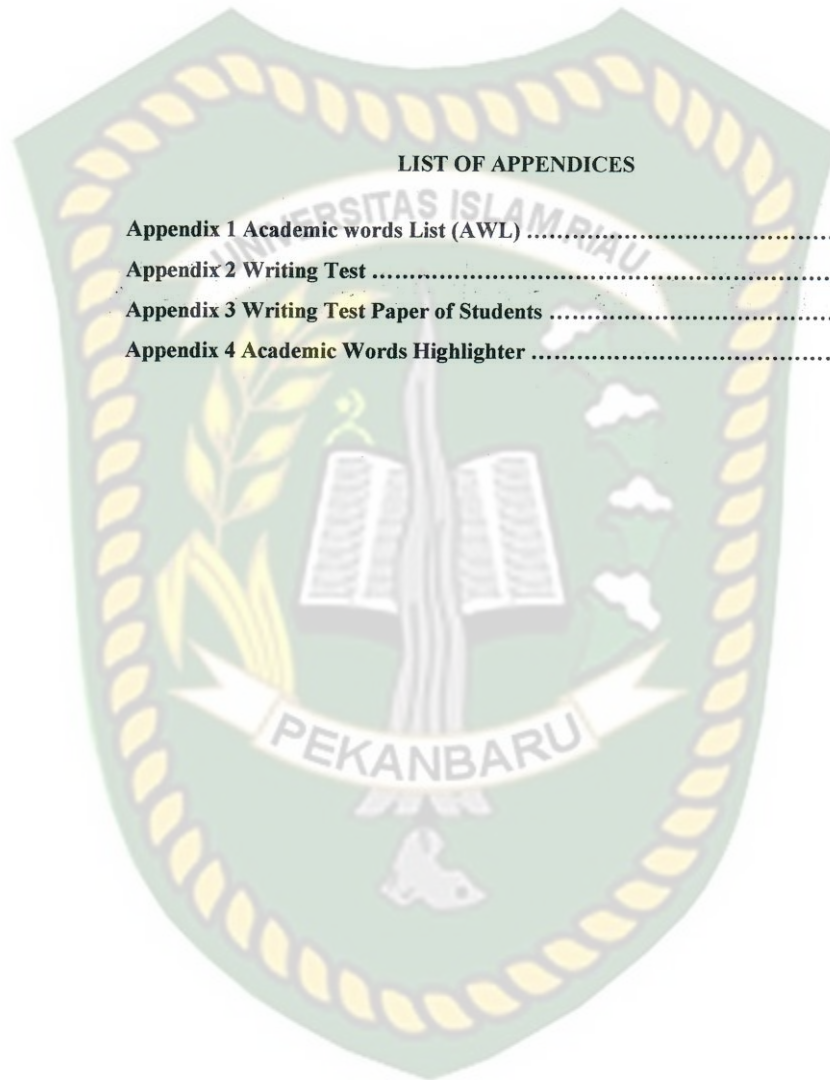 LIST OF APPENDICES
UNIVERSITAS ISLAM RIAU
Appendix 1 Academic words List (AWL) ........................................
Appendix 2 Writing Test ................................................................
Appendix 3 Writing Test Paper of Students .....................................
Appendix 4 Academic Words Highlighter ........................................
PEKANBARU